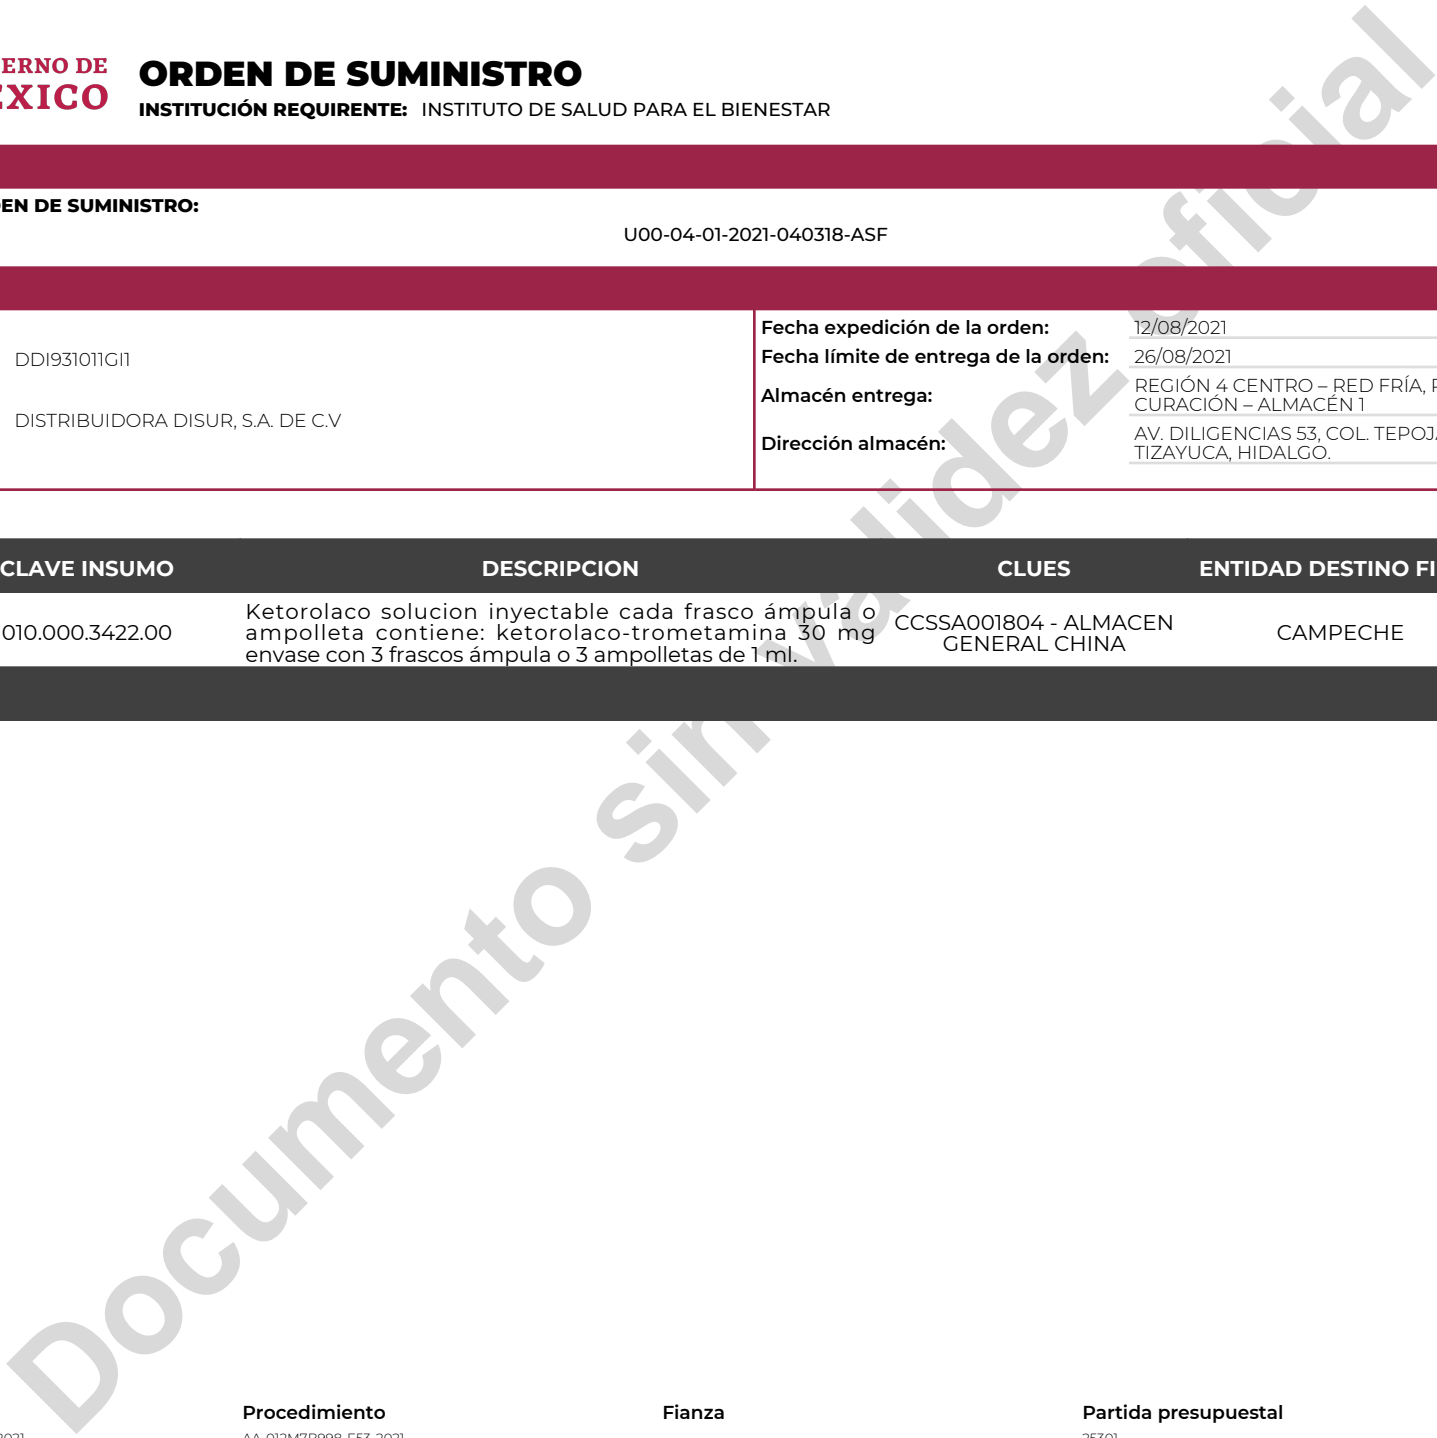 ERNO DE
ORDEN DE SUMINISTRO
EXICO
INSTITUCIÓN REQUIRENTE: INSTITUTO DE SALUD PARA EL BIENESTAR
EN DE SUMINISTRO:
U00-04-01-2021-040318-ASF
DDI931011GI1
DISTRIBUIDORA DISUR, S.A. DE C.V
Fecha expedición de la orden: 12/08/2021
Fecha límite de entrega de la orden: 26/08/2021
Almacén entrega: REGIÓN 4 CENTRO – RED FRÍA,
CURACIÓN – ALMACÉN 1
Dirección almacén: AV. DILIGENCIAS 53, COL. TEPOJA
TIZAYUCA, HIDALGO.
CLAVE INSUMO DESCRIPCION CLUES ENTIDAD DESTINO FI
010.000.3422.00
Ketorolaco solucion inyectable cada frasco ámpula o
ampolleta contiene: ketorolaco-trometamina 30 mg
envase con 3 frascos ámpula o 3 ampolletas de 1 ml.
CCSSA001804 - ALMACEN
GENERAL CHINA
CAMPECHE
Documento sin validez oficial
Procedimiento Fianza Partida presupuestal